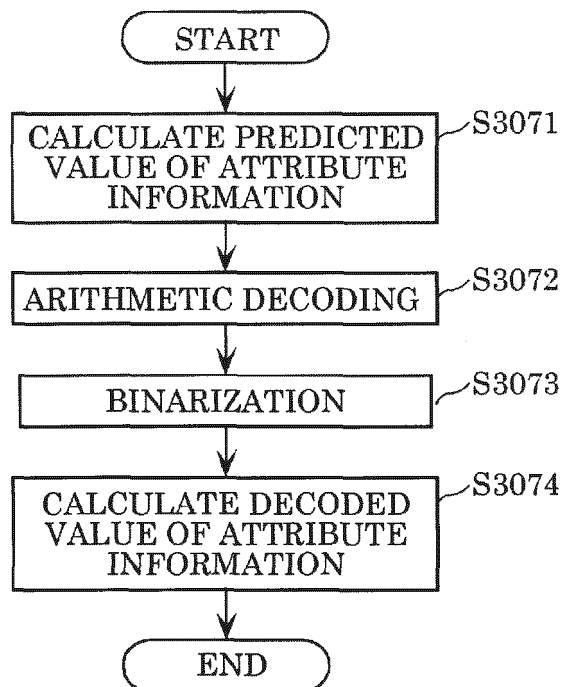 START
CALCULATE PREDICTED
VALUE OF ATTRIBUTE
INFORMATION
S3071
ARITHMETIC DECODING
S3072
BINARIZATION
S3073
CALCULATE DECODED
VALUE OF ATTRIBUTE
INFORMATION
S3074
END